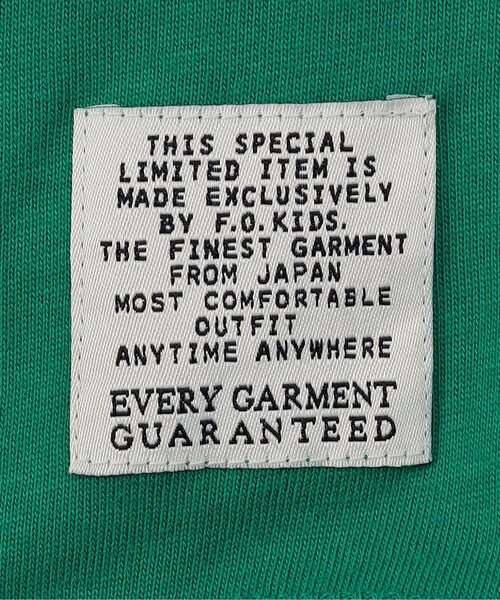 THIS SPECIAL
LIMITED ITEM IS
MADE EXCLUSIVELY
BY F.O.KIDS.
THE FINEST GARMENT
FROM JAPAN
MOST COMFORTABLE
OUTFIT
ANYTIME ANYWHERE
EVERY GARMENT
GUARANTEED